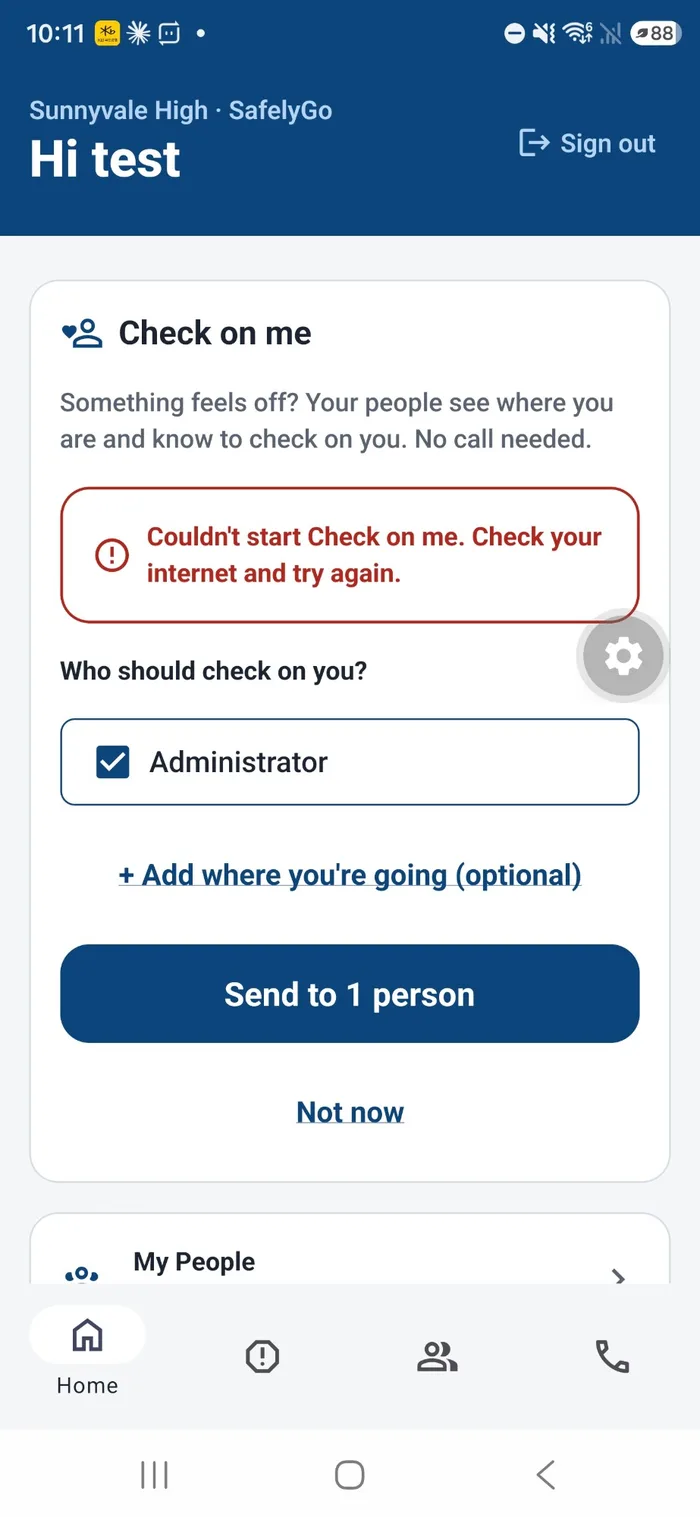 10:11
6
88
Sunnyvale High · SafelyGo
Hi test
Sign out
Check on me
Something feels off? Your people see where you
are and know to check on you. No call needed.
Couldn't start Check on me. Check your
internet and try again.
Who should check on you?
Administrator
+ Add where you're going (optional)
Send to 1 person
Not now
My People
Home